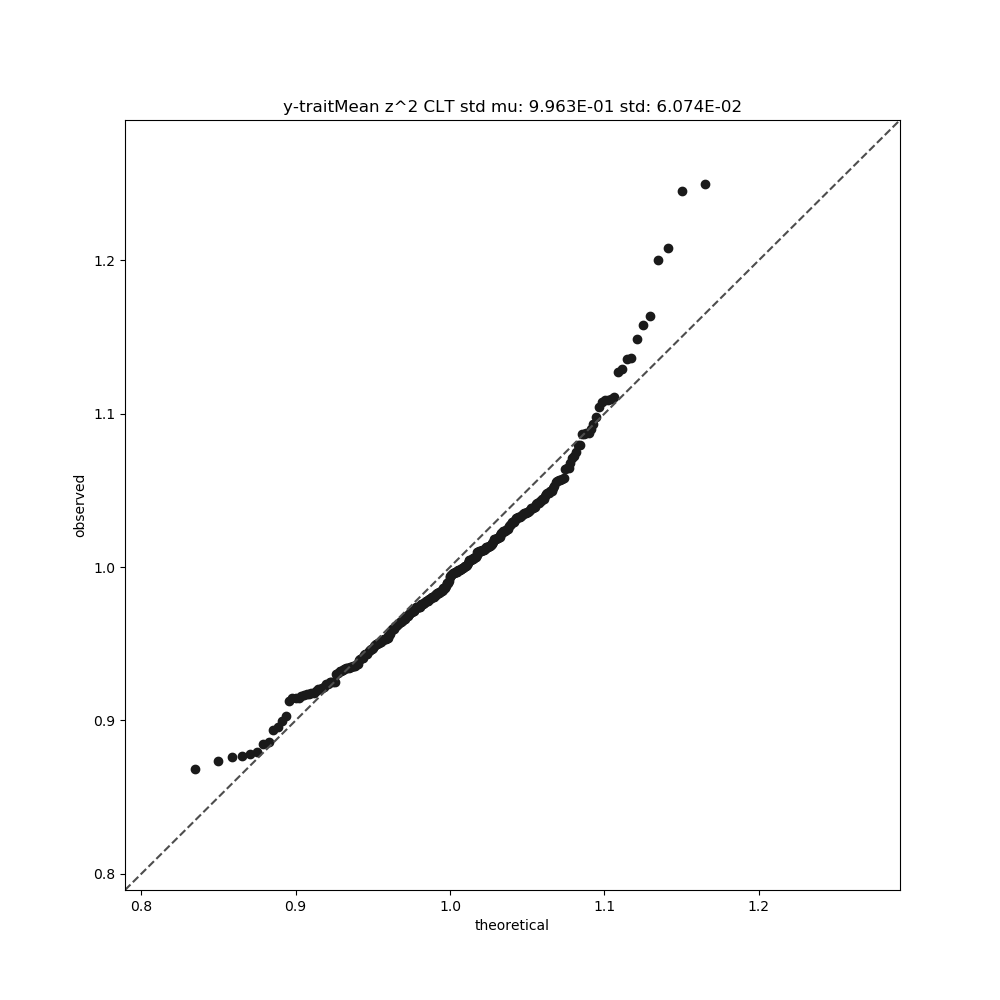 y-traitMean z^2 CLT std mu: 9.963E-01 std: 6.074E-02
1.2
1.1
1.0
0.9
0.8
observed
0.8 0.9 1.0 1.1 1.2
theoretical